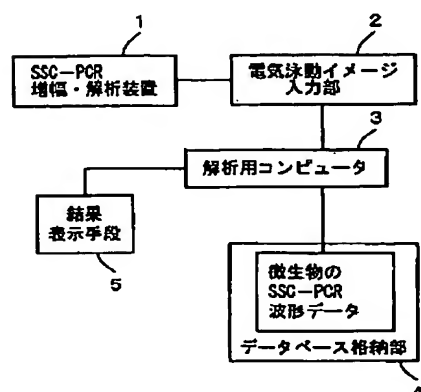 1
SSC-PCR
増幅・解析装置
2
電気泳動イメージ
入力部
3
解析用コンピュータ
結果
表示手段
5
微生物の
SSC-PCR
波形データ
データベース格納部
4